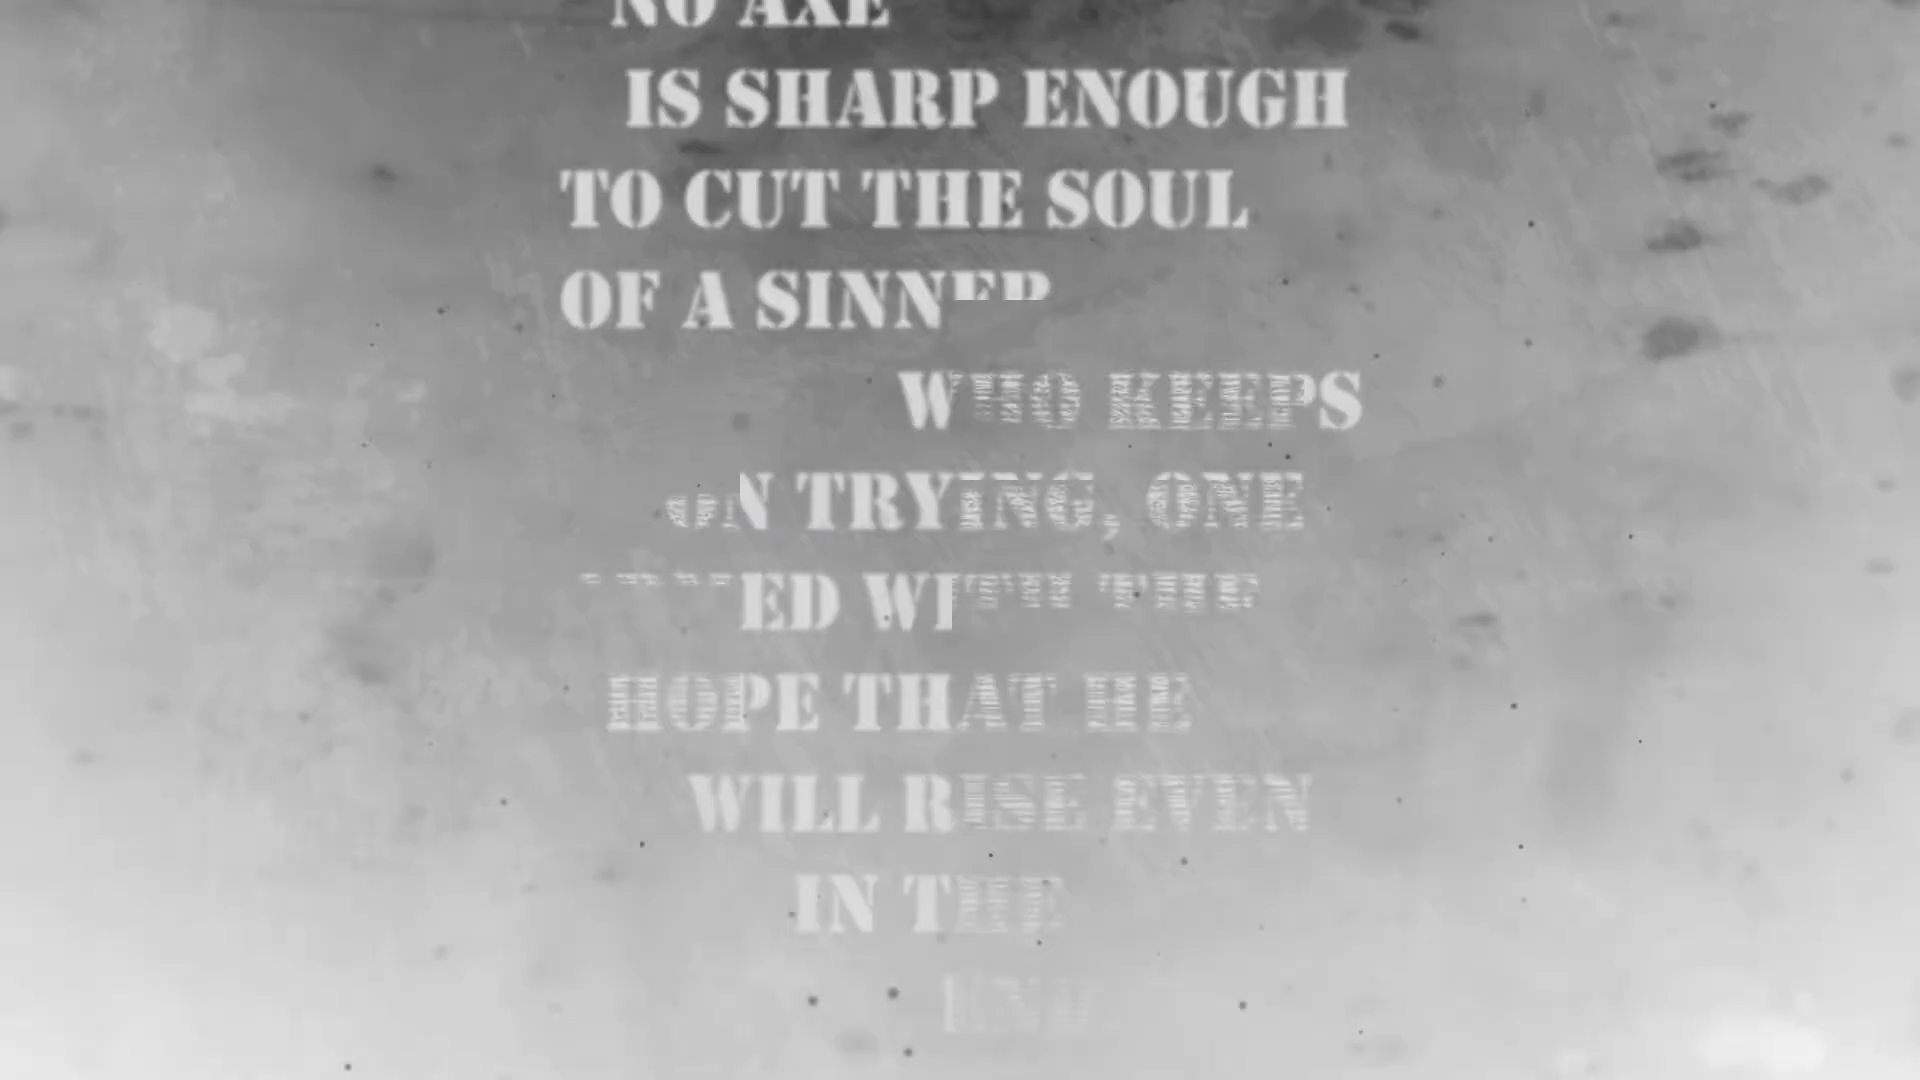 NO AXE
IS SHARP ENOUGH
TO CUT THE SOUL
OF A SINNER
WHO KEEPS
ON TRYING, ONE
WITH THE
HOPE THAT HE
WILL RISE EVEN
IN THE
END.